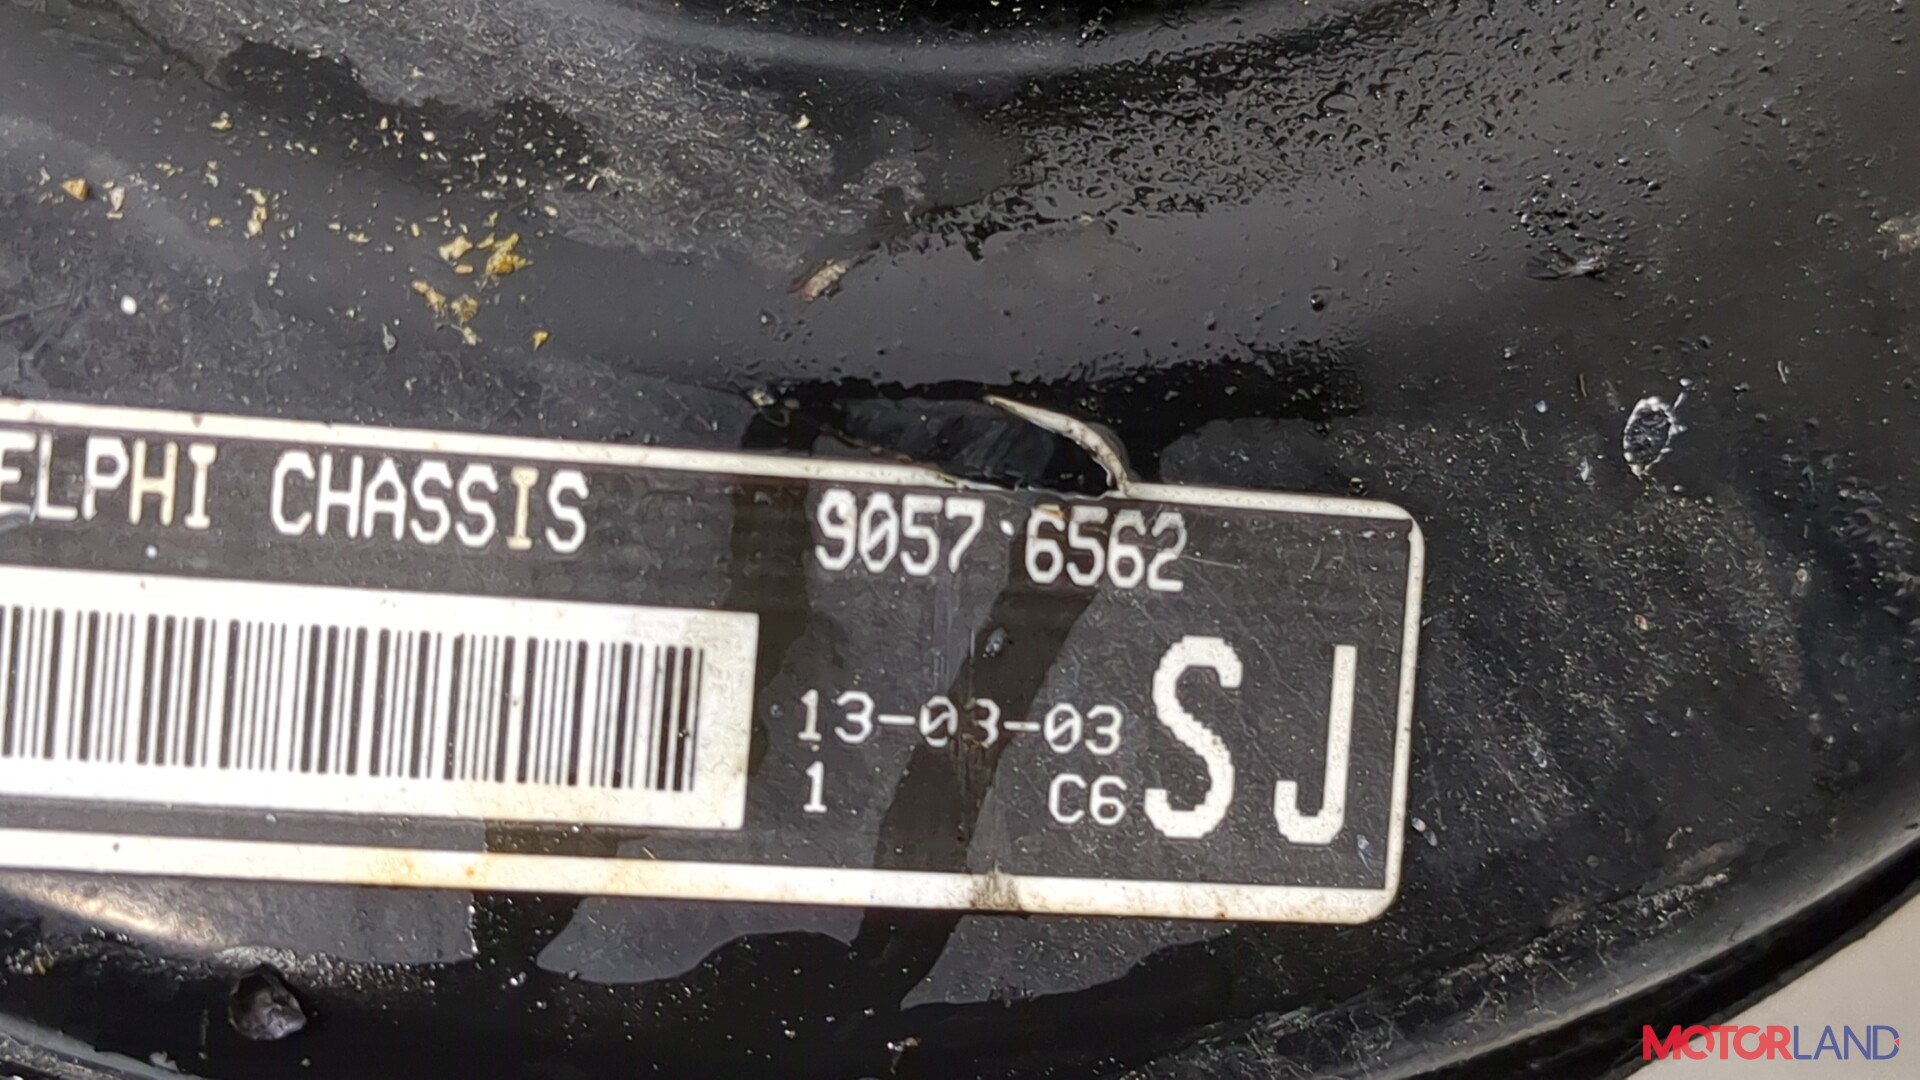 ELPHI CHASSIS 9057 6562
13-03-03
1 C6
SJ
MOTORLAND